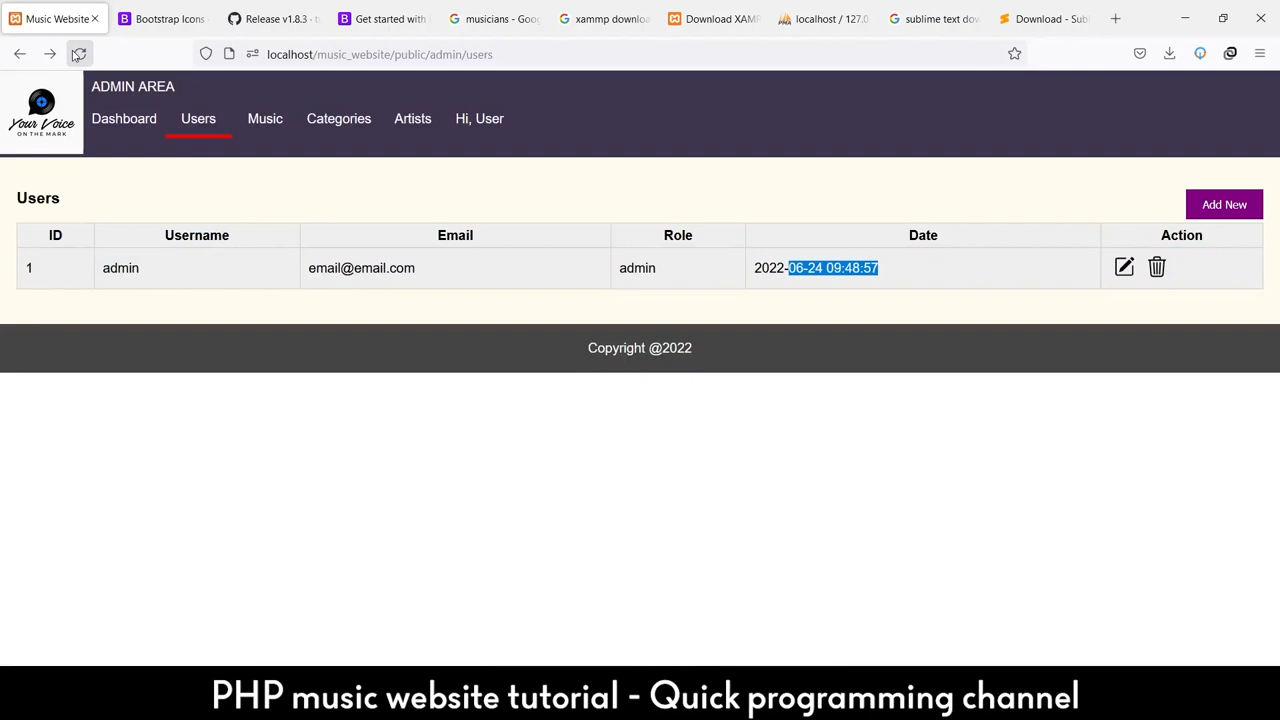 Music Website
Bootstrap Icons
Release v1.8.3 - t
Get started with
musicians - Goo
xammp downlo
Download XAM
localhost / 127.0
sublime text dow
Download - Sub
localhost/music_website/public/admin/users
Your Voice
ON THE MARK
ADMIN AREA
Dashboard Users Music Categories Artists Hi, User
Users
Add New
ID Username Email Role Date Action
1 admin email@email.com admin 2022-06-24 09:48:57
Copyright @2022
PHP music website tutorial - Quick programming channel